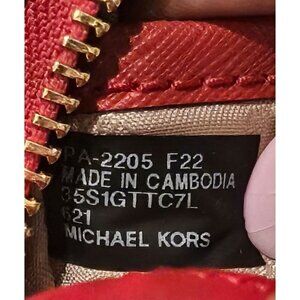 PA-2205 F22
MADE IN CAMBODIA
35S1GTTC7L
621
MICHAEL KORS